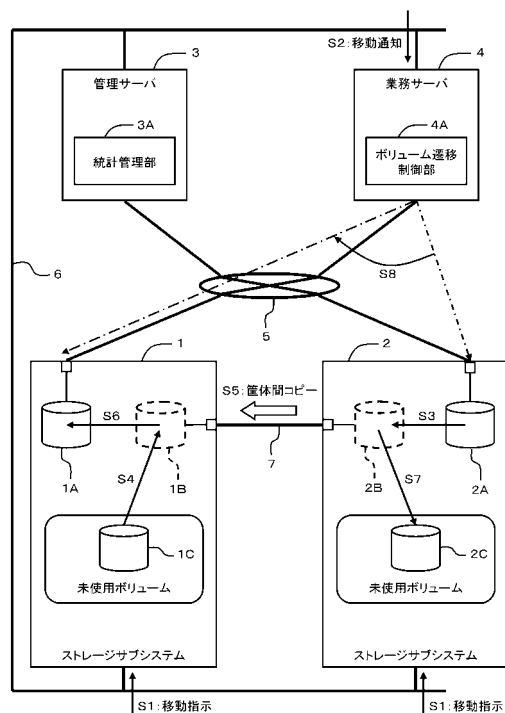 S2:移動通知
3
4
管理サーバ
業務サーバ
3A
4A
統計管理部
ボリューム遷移
制御部
6
S8
5
1
2
S5:筐体間コピー
S6
S3
1A
1B
7
2B
2A
S4
S7
1C
2C
未使用ボリューム
未使用ボリューム
ストレージサブシステム
ストレージサブシステム
S1:移動指示
S1:移動指示